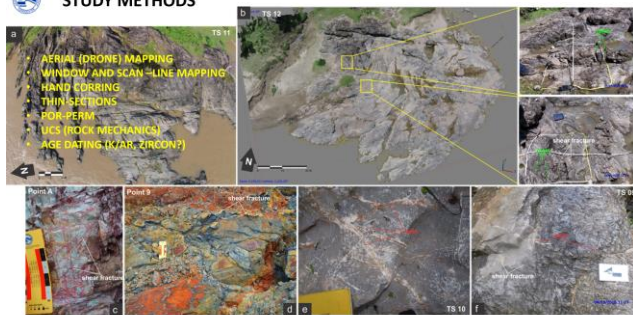 STUDY METHODS
a
TS 11
AERIAL (DRONE) MAPPING
WINDOW AND SCAN –LINE MAPPING
HAND CORRING
THIN-SECTIONS
POR-PERM
UCS (ROCK MECHANICS)
AGE DATING (K/AR, ZIRCON?)
N
b
TS 12
N
shear fracture
Point A
shear fracture
c
Point 9
shear fracture
d
e
TS 10
TS 09
shear fracture
f